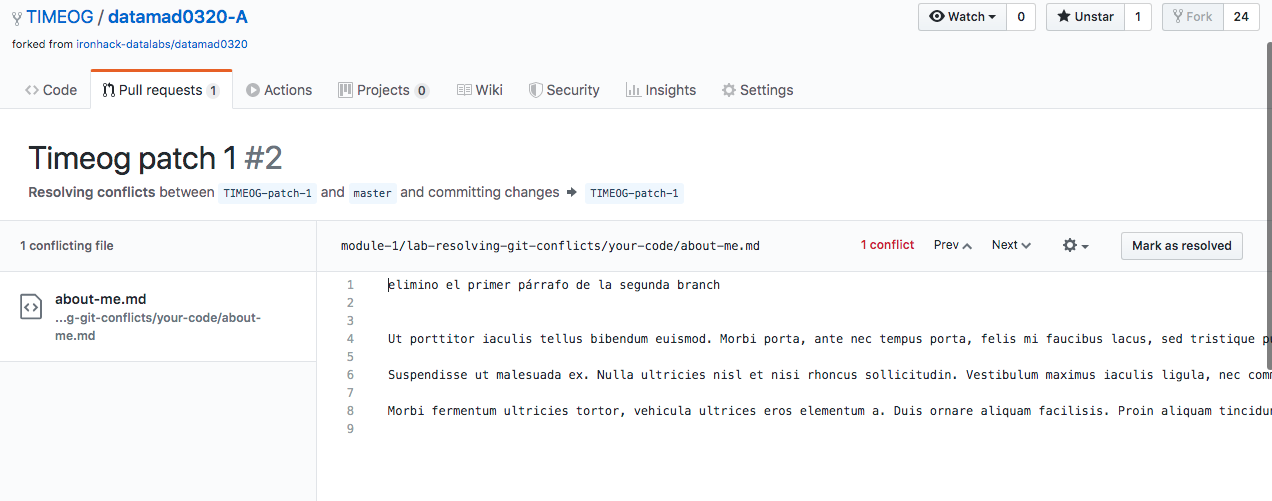 TIMEOG / datamad0320-A
Watch 0 Unstar 1 Fork 24
forked from ironhack-datalabs/datamad0320
Code Pull requests 1 Actions Projects 0 Wiki Security Insights Settings
Timeog patch 1 #2
Resolving conflicts between TIMEOG-patch-1 and master and committing changes TIMEOG-patch-1
1 conflicting file
module-1/lab-resolving-git-conflicts/your-code/about-me.md 1 conflict Prev Next Mark as resolved
about-me.md
...g-git-conflicts/your-code/about-
me.md
1 elimino el primer párrafo de la segunda branch
2
3
4 Ut porttitor iaculis tellus bibendum euismod. Morbi porta, ante nec tempus porta, felis mi faucibus lacus, sed tristique
5
6 Suspendisse ut malesuada ex. Nulla ultricies nisl et nisi rhoncus sollicitudin. Vestibulum maximus iaculis ligula, nec
7
8 Morbi fermentum ultricies tortor, vehicula ultrices eros elementum a. Duis ornare aliquam facilisis. Proin aliquam
9